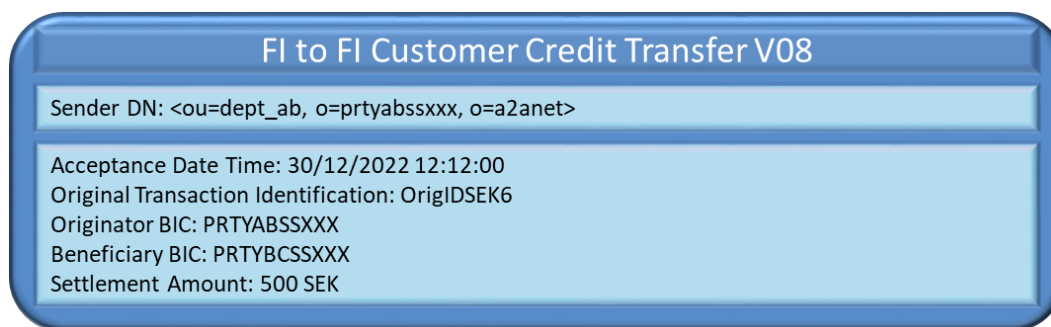 FI to FI Customer Credit Transfer V08
Sender DN: <ou=dept_ab, o=prtyabssxxx, o=a2anet>
Acceptance Date Time: 30/12/2022 12:12:00
Original Transaction Identification: OrigIDSEK6
Originator BIC: PRTYABSSXXX
Beneficiary BIC: PRTYBCSSXXX
Settlement Amount: 500 SEK